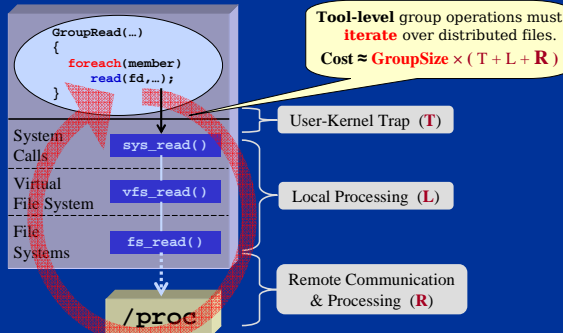 GroupRead(…)
{
foreach(member)
read(fd,…);
}
Tool-level group operations must
iterate over distributed files.
Cost ≈ GroupSize × ( T + L + R )
User-Kernel Trap (T)
System
Calls
sys_read()
Virtual
File System
vfs_read()
Local Processing (L)
File
Systems
fs_read()
Remote Communication
& Processing (R)
/proc